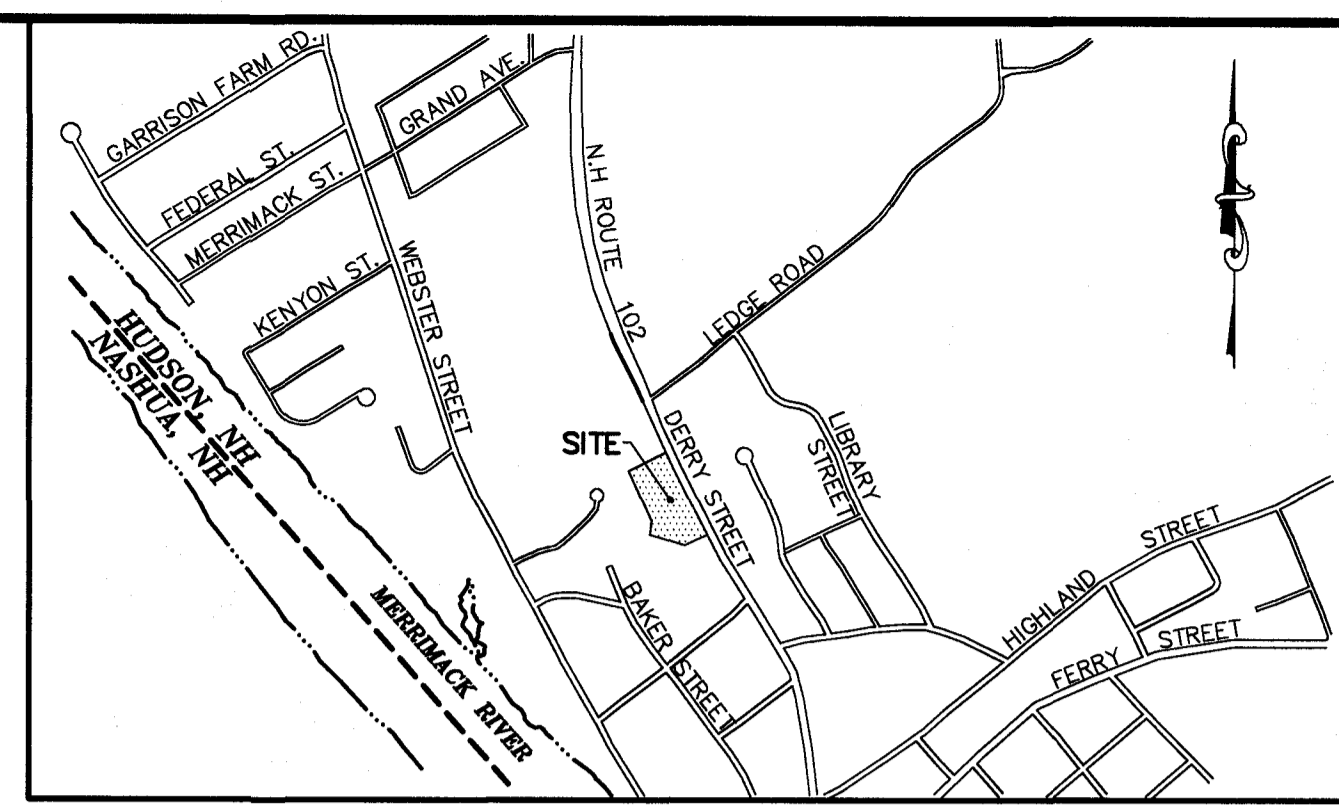 GARRISON FARM RD.
FEDERAL ST.
MERRIMACK ST.
GRAND AVE.
KENYON ST.
WEBSTER STREET
N.H ROUTE 102
LEDGE ROAD
HUDSON, NH
NASHUA, NH
SITE
DERRY STREET
LIBRARY
STREET
BAKER STREET
MERRIMACK RIVER
HIGHLAND STREET
FERRY STREET